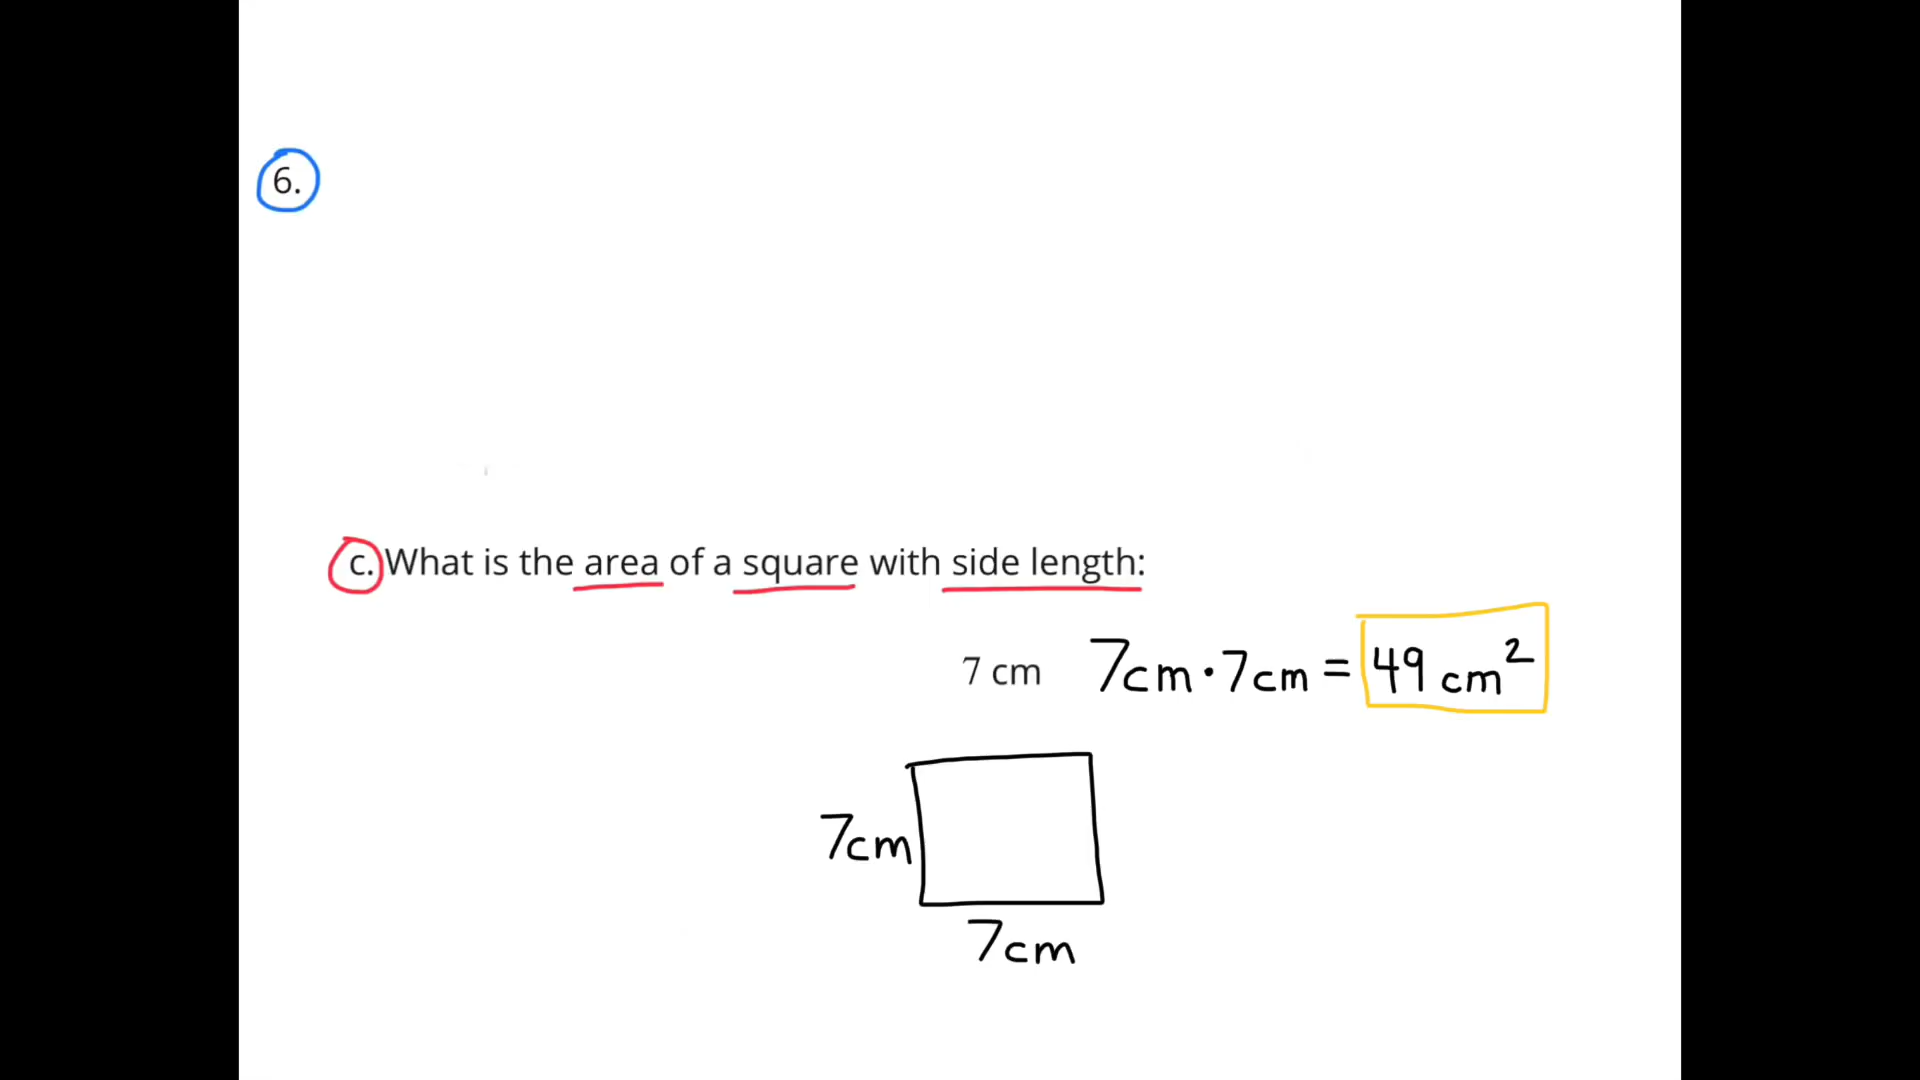 6.
c. What is the area of a square with side length:
7 cm 7cm · 7cm = 49 cm²
7cm
7cm